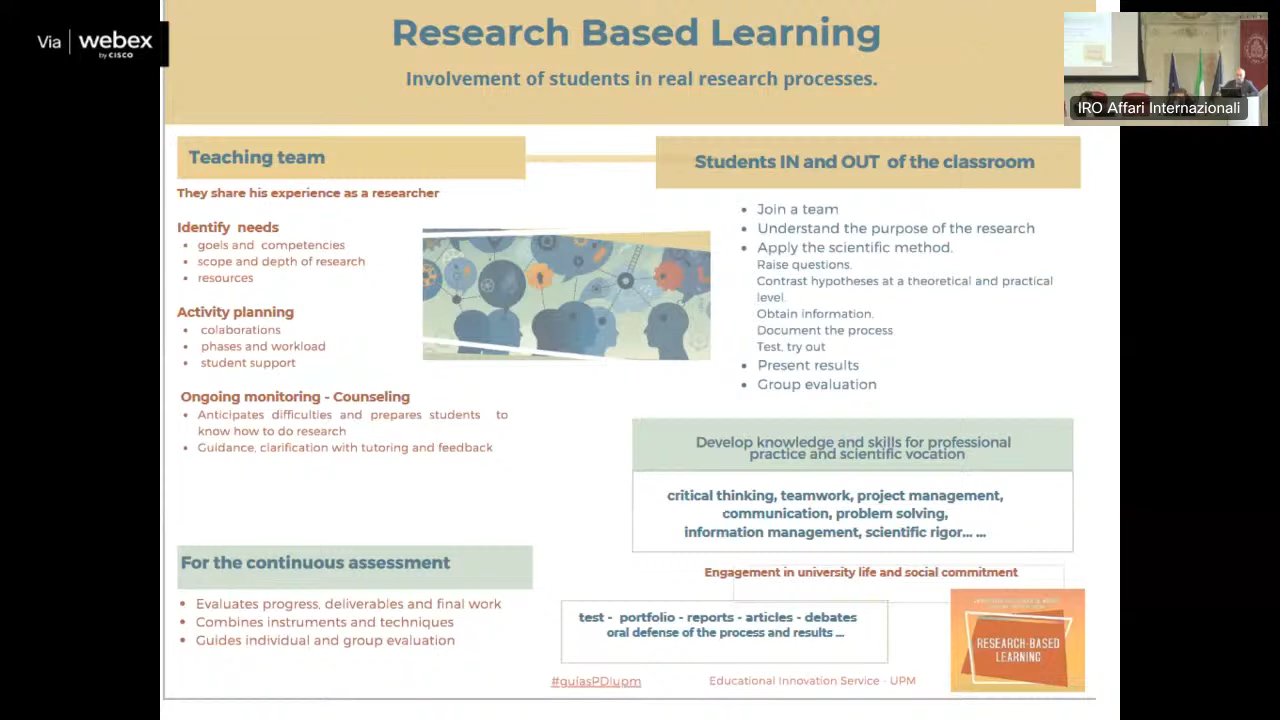 Via webex
by CISCO
Research Based Learning
Involvement of students in real research processes.
IRO Affari Internazionali
Teaching team
They share his experience as a researcher
Identify needs
goels and competencies
scope and depth of research
resources
Activity planning
colaborations
phases and workload
student support
Ongoing monitoring - Counseling
Anticipates difficulties and prepares students to
know how to do research
Guidance, clarification with tutoring and feedback
For the continuous assessment
Evaluates progress, deliverables and final work
Combines instruments and techniques
Guides individual and group evaluation
Students IN and OUT of the classroom
Join a team
Understand the purpose of the research
Apply the scientific method.
Raise questions.
Contrast hypotheses at a theoretical and practical
level.
Obtain information.
Document the process
Test, try out
Present results
Group evaluation
Develop knowledge and skills for professional
practice and scientific vocation
critical thinking, teamwork, project management,
communication, problem solving,
information management, scientific rigor... ...
Engagement in university life and social commitment
test - portfolio - reports - articles - debates
oral defense of the process and results ...
#guiasPDIupm
Educational Innovation Service - UPM
RESEARCH-BASED
LEARNING